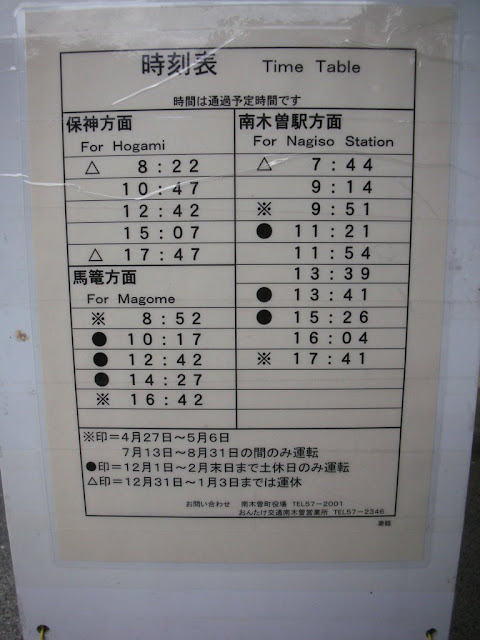 時刻表 Time Table
時間は通過予定時間です
保神方面
For Hogami
△ 8:22
10:47
12:42
15:07
△ 17:47
馬篭方面
For Magome
※ 8:52
● 10:17
● 12:42
● 14:27
※ 16:42
南木曽駅方面
For Nagiso Station
△ 7:44
9:14
※ 9:51
● 11:21
11:54
13:39
● 13:41
● 15:26
16:04
※ 17:41
※印=4月27日~5月6日
7月13日~8月31日の間のみ運転
●印=12月1日~2月末日まで土休日のみ運転
△印=12月31日~1月3日までは運休
お問い合わせ 南木曽町役場 TEL57-2001
おんたけ交通南木曽営業所 TEL57-2346